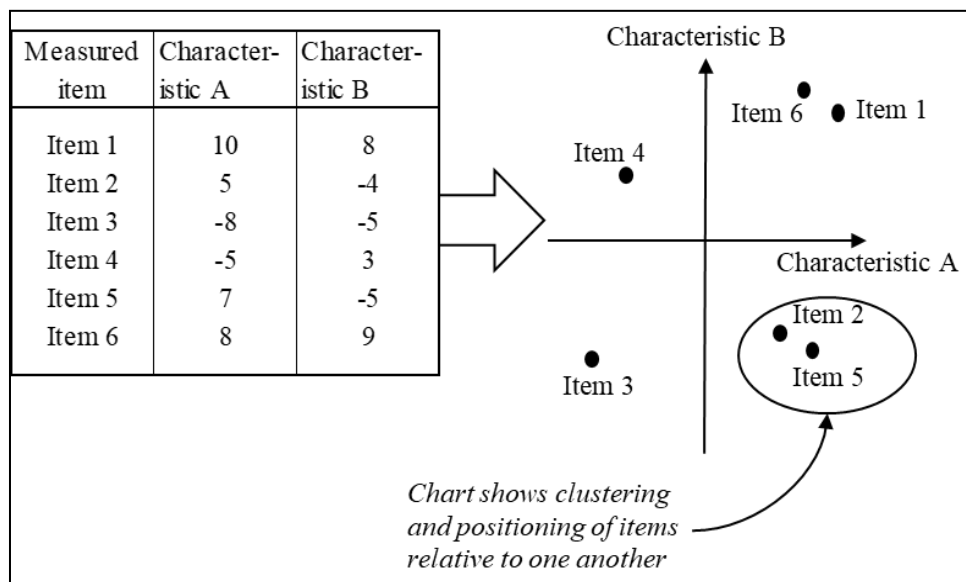 Measured item
Character-istic A
Character-istic B
Item 1 10 8
Item 2 5 -4
Item 3 -8 -5
Item 4 -5 3
Item 5 7 -5
Item 6 8 9
Characteristic B
Item 6
Item 1
Item 4
Characteristic A
Item 2
Item 5
Item 3
Chart shows clustering
and positioning of items
relative to one another